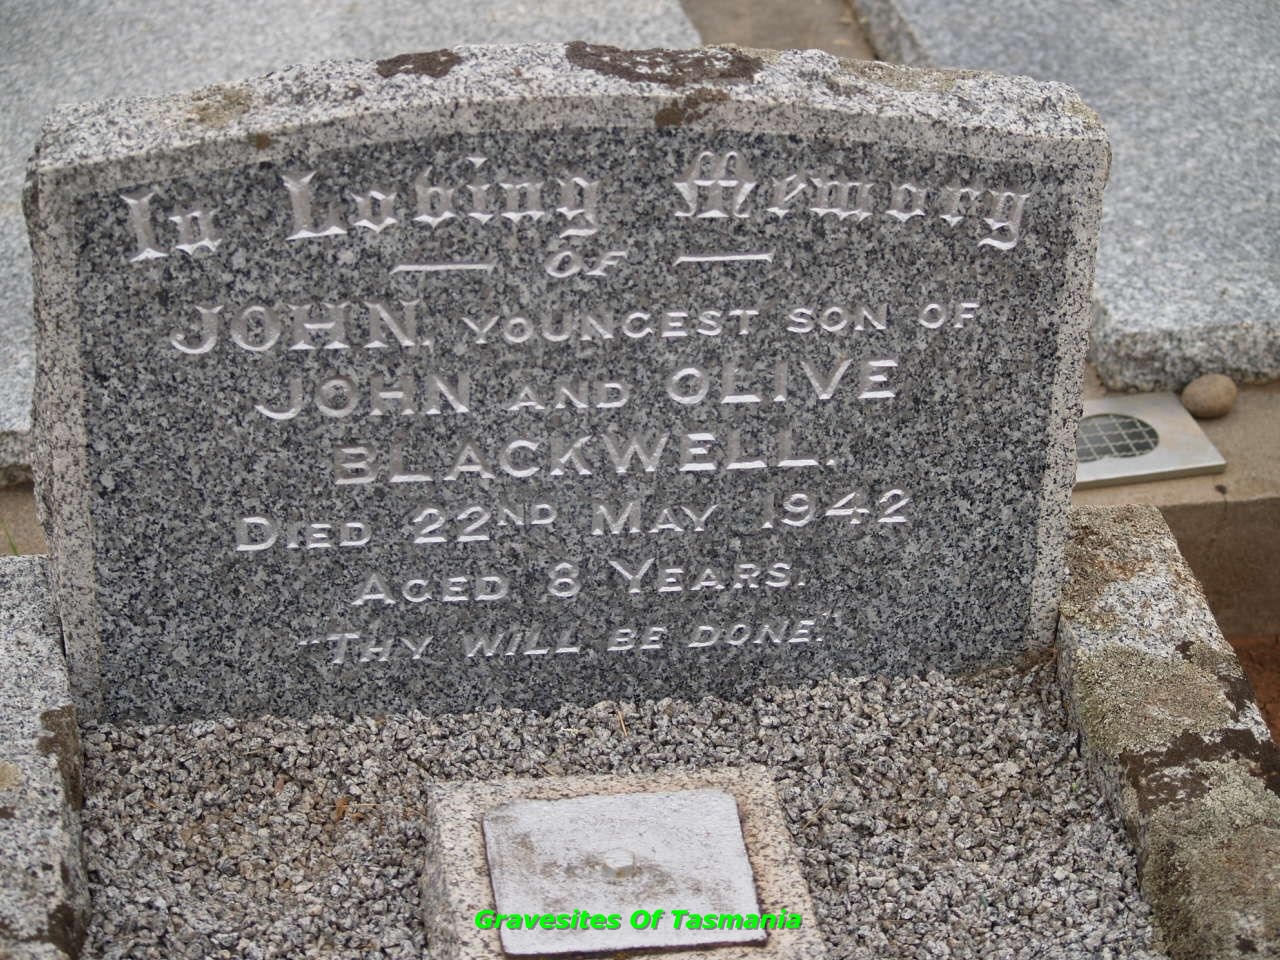 In Loving Memory
OF
JOHN, YOUNGEST SON OF
JOHN AND OLIVE
BLACKWELL.
DIED 22ND MAY 1942
AGED 8 YEARS.
"THY WILL BE DONE."
Gravesites Of Tasmania